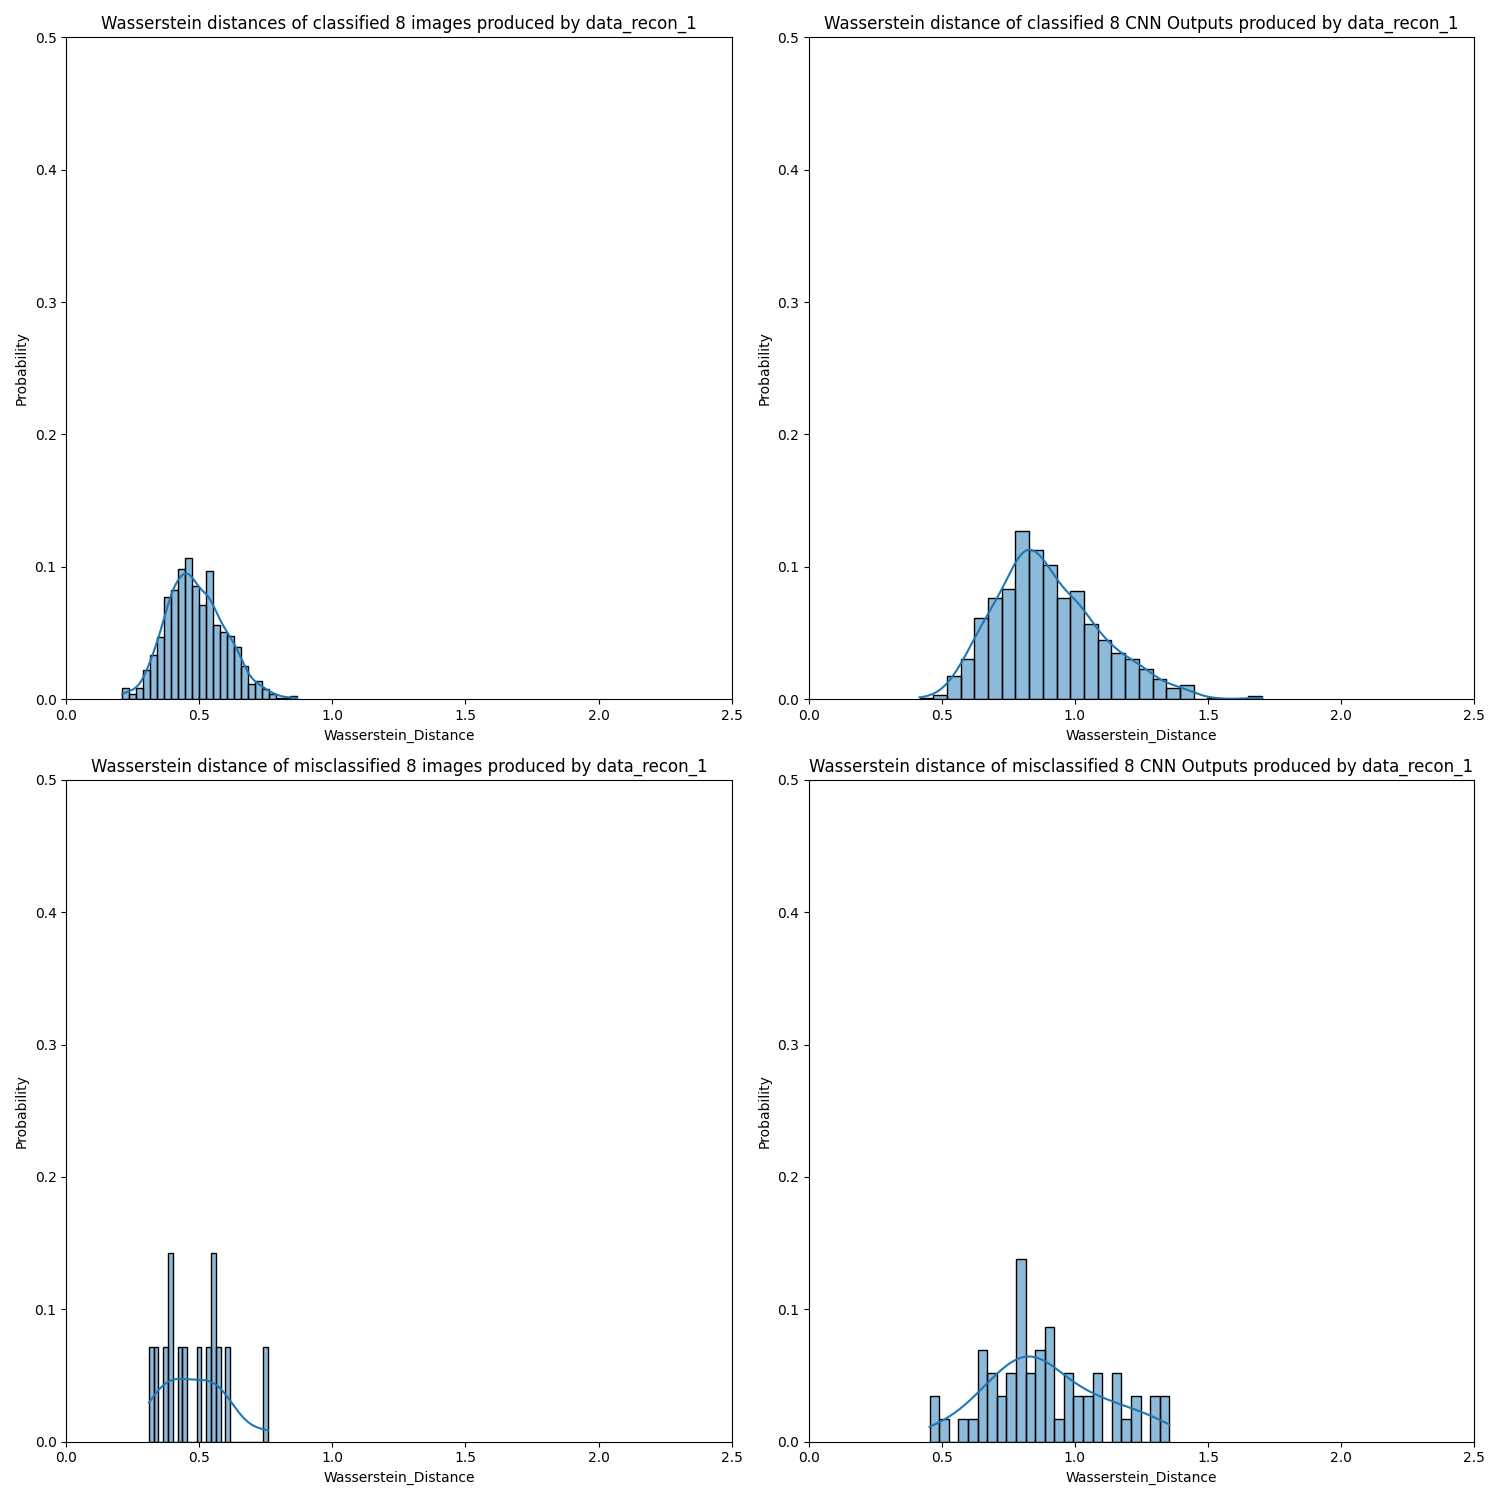 Wasserstein distances of classified 8 images produced by data_recon_1
0.5
0.4
0.3
0.2
0.1
0.0
Probability
0.0 0.5 1.0 1.5 2.0 2.5
Wasserstein_Distance
Wasserstein distance of classified 8 CNN Outputs produced by data_recon_1
0.5
0.4
0.3
0.2
0.1
0.0
Probability
0.0 0.5 1.0 1.5 2.0 2.5
Wasserstein_Distance
Wasserstein distance of misclassified 8 images produced by data_recon_1
0.5
0.4
0.3
0.2
0.1
0.0
Probability
0.0 0.5 1.0 1.5 2.0 2.5
Wasserstein_Distance
Wasserstein distance of misclassified 8 CNN Outputs produced by data_recon_1
0.5
0.4
0.3
0.2
0.1
0.0
Probability
0.0 0.5 1.0 1.5 2.0 2.5
Wasserstein_Distance